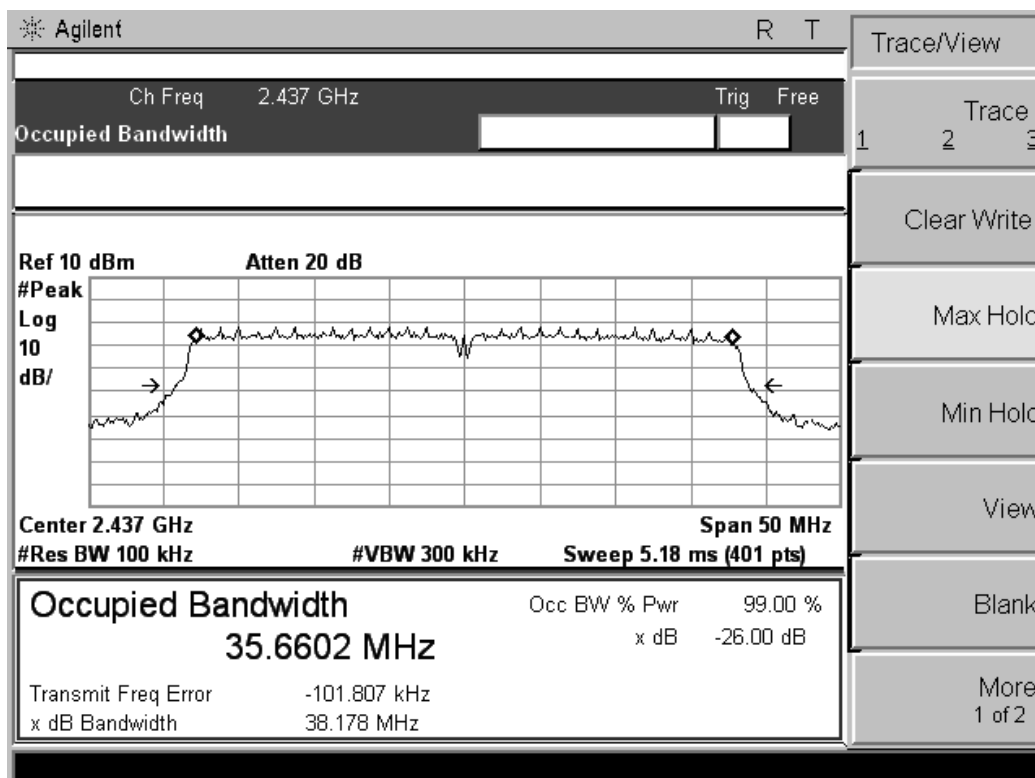 Agilent R T
Ch Freq 2.437 GHz Trig Free
Occupied Bandwidth
Ref 10 dBm Atten 20 dB
#Peak
Log
10
dB/
Center 2.437 GHz Span 50 MHz
#Res BW 100 kHz #VBW 300 kHz Sweep 5.18 ms (401 pts)
Occupied Bandwidth
35.6602 MHz
Occ BW % Pwr 99.00 %
x dB -26.00 dB
Transmit Freq Error -101.807 kHz
x dB Bandwidth 38.178 MHz
Trace/View
Trace
1 2 3
Clear Write
Max Hold
Min Hold
View
Blank
More
1 of 2